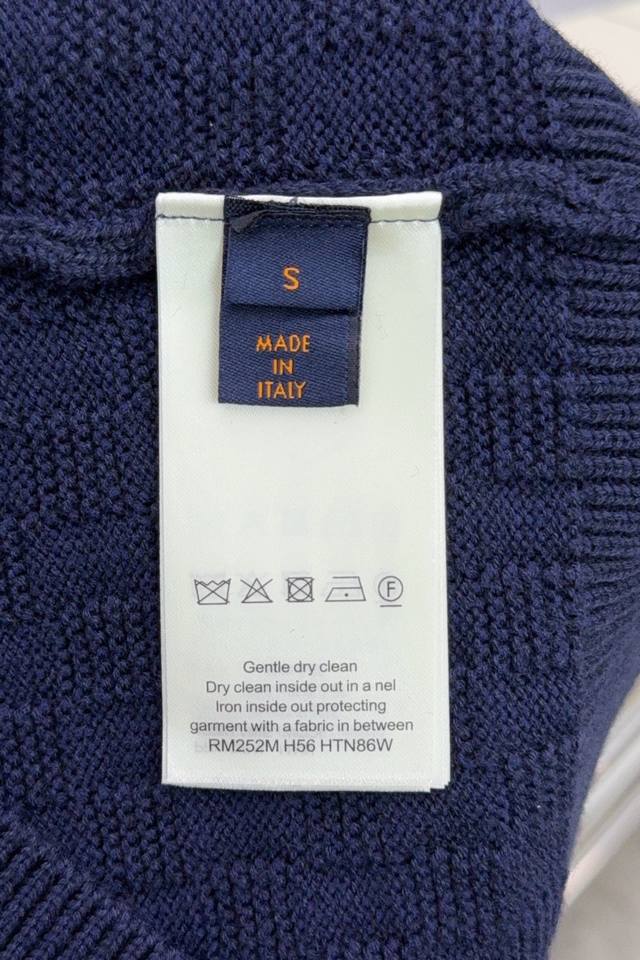 S
MADE
IN
ITALY
F
Gentle dry clean
Dry clean inside out in a nel
Iron inside out protecting
garment with a fabric in between
RM252M H56 HTN86W